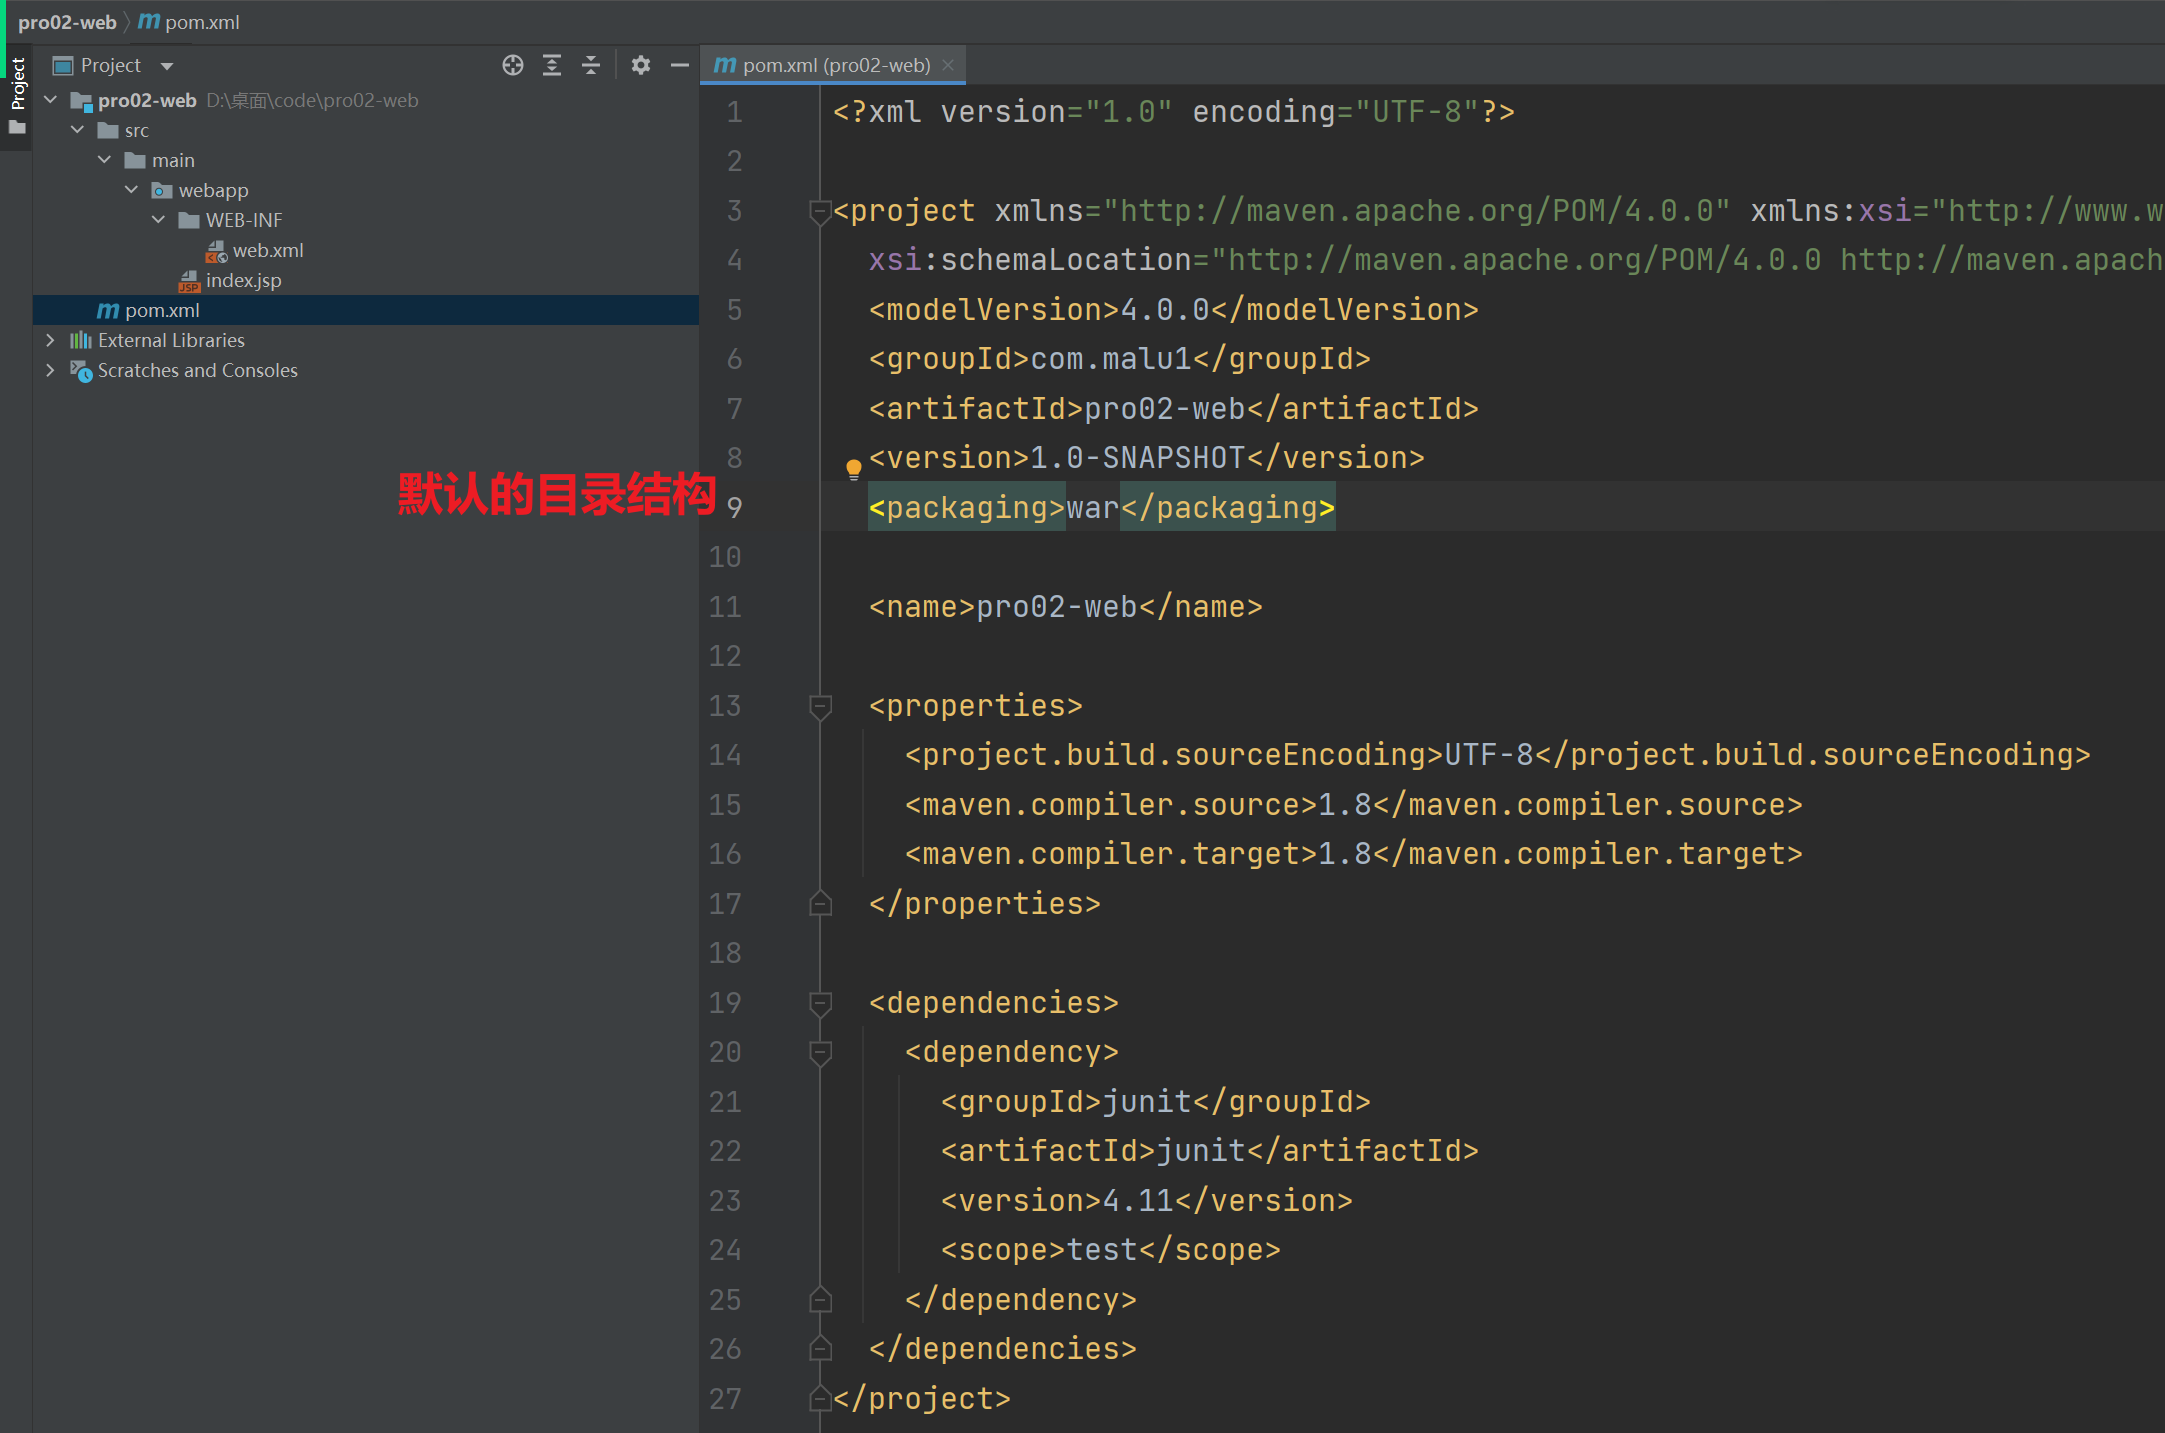 pro02-web pom.xml
Project
Project
pro02-web D:\桌面\code\pro02-web
src
main
webapp
WEB-INF
web.xml
index.jsp
pom.xml
External Libraries
Scratches and Consoles
默认的目录结构
pom.xml (pro02-web)
1 <?xml version="1.0" encoding="UTF-8"?>
2
3 <project xmlns="http://maven.apache.org/POM/4.0.0" xmlns:xsi="http://www.w
4 xsi:schemaLocation="http://maven.apache.org/POM/4.0.0 http://maven.apach
5 <modelVersion>4.0.0</modelVersion>
6 <groupId>com.malu1</groupId>
7 <artifactId>pro02-web</artifactId>
8 <version>1.0-SNAPSHOT</version>
9 <packaging>war</packaging>
10
11 <name>pro02-web</name>
12
13 <properties>
14 <project.build.sourceEncoding>UTF-8</project.build.sourceEncoding>
15 <maven.compiler.source>1.8</maven.compiler.source>
16 <maven.compiler.target>1.8</maven.compiler.target>
17 </properties>
18
19 <dependencies>
20 <dependency>
21 <groupId>junit</groupId>
22 <artifactId>junit</artifactId>
23 <version>4.11</version>
24 <scope>test</scope>
25 </dependency>
26 </dependencies>
27 </project>